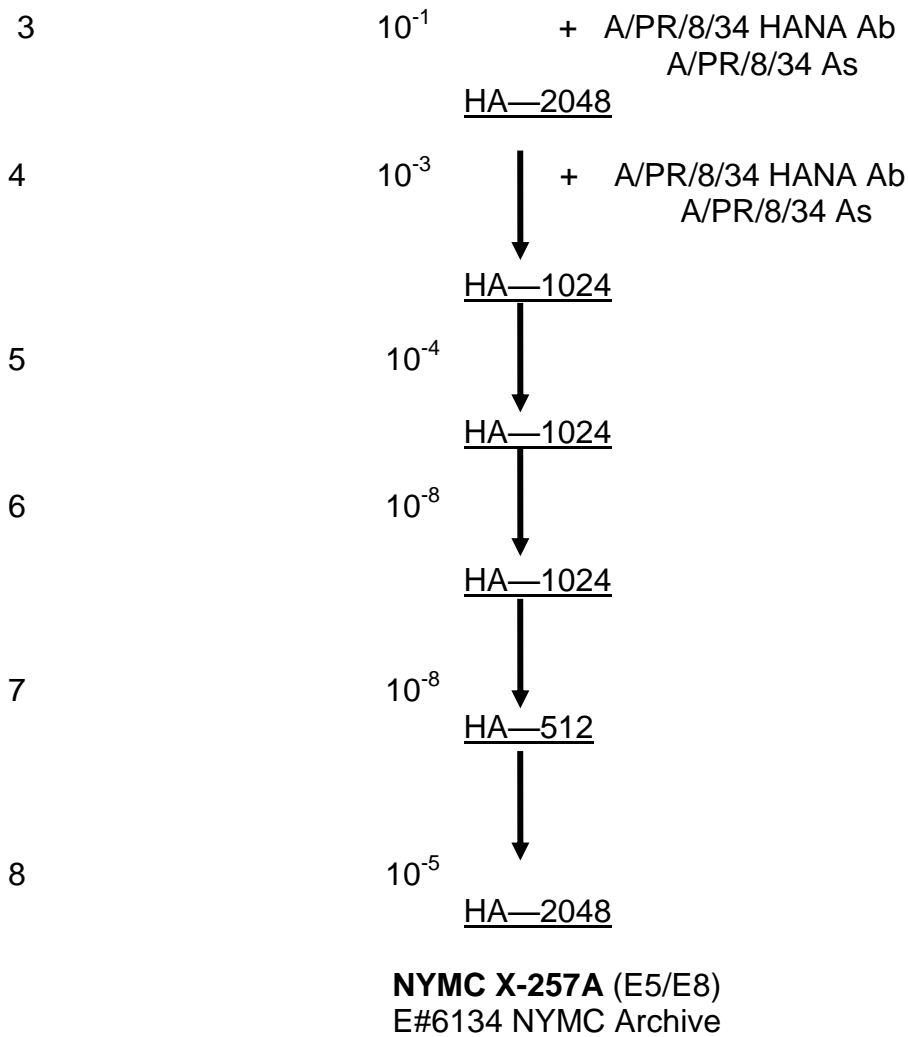 3 10-1 + A/PR/8/34 HANA Ab
A/PR/8/34 As
HA—2048
4 10-3 + A/PR/8/34 HANA Ab
A/PR/8/34 As
HA—1024
5 10-4
HA—1024
6 10-8
HA—1024
7 10-8
HA—512
8 10-5
HA—2048
NYMC X-257A (E5/E8)
E#6134 NYMC Archive